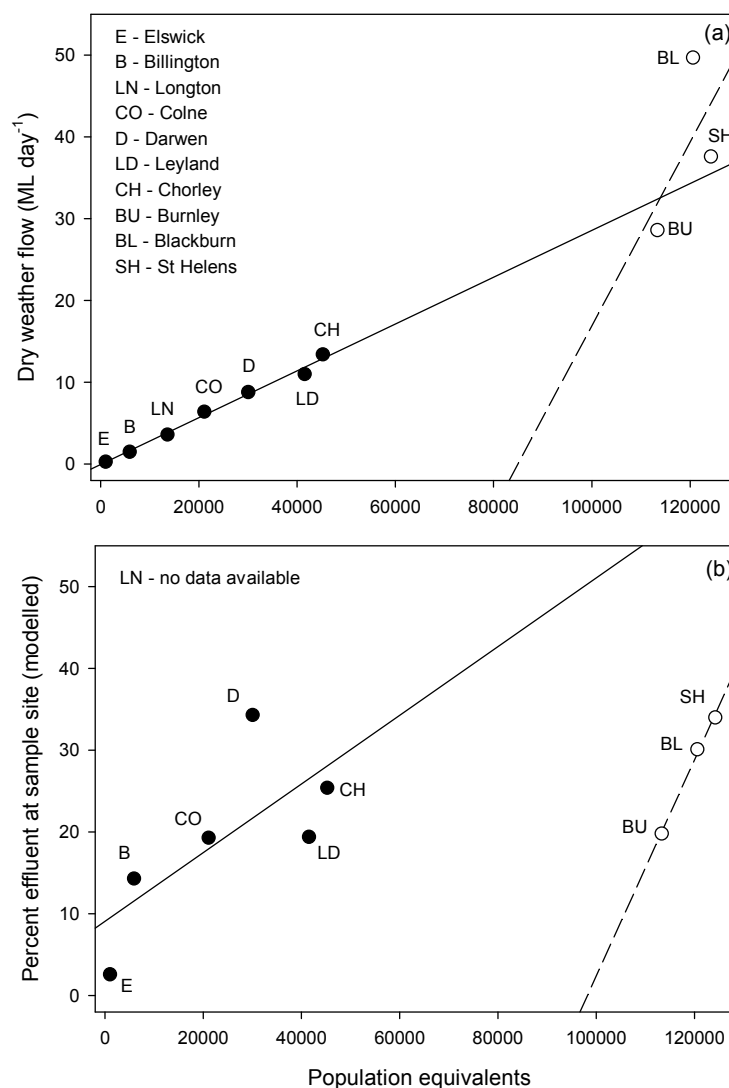 (a)
E - Elswick
B - Billington
LN - Longton
CO - Colne
D - Darwen
LD - Leyland
CH - Chorley
BU - Burnley
BL - Blackburn
SH - St Helens
BL
SH
BU
CH
D
LD
CO
LN
B
E
50
40
30
20
10
0
Dry weather flow (ML day⁻¹)
0 20000 40000 60000 80000 100000 120000
(b)
LN - no data available
D
SH
BL
CH
CO
BU
LD
B
E
50
40
30
20
10
0
Percent effluent at sample site (modelled)
0 20000 40000 60000 80000 100000 120000
Population equivalents